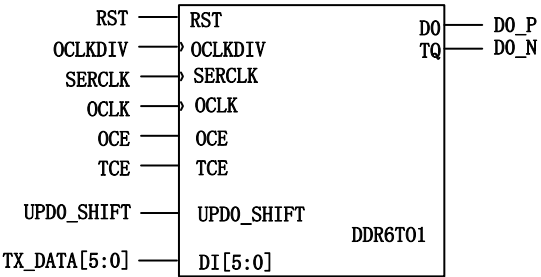 RST RST DO DO_P
OCLKDIV OCLKDIV TQ DO_N
SERCLK SERCLK
OCLK OCLK
OCE OCE
TCE TCE
UPDO_SHIFT UPDO_SHIFT
DDR6TO1
TX_DATA[5:0] DI[5:0]